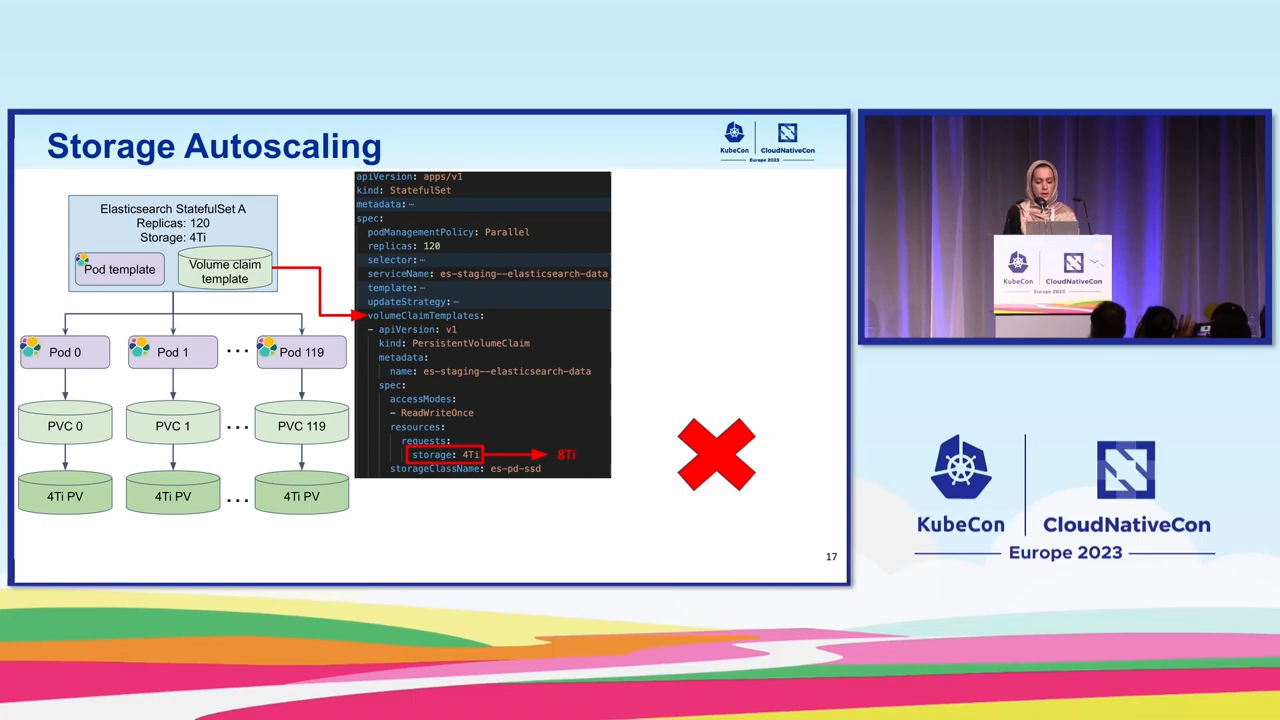 Storage Autoscaling
KubeCon
CloudNativeCon
Europe 2023
Elasticsearch StatefulSet A
Replicas: 120
Storage: 4Ti
Pod template
Volume claim
template
Pod 0
Pod 1
...
Pod 119
PVC 0
PVC 1
...
PVC 119
4Ti PV
4Ti PV
...
4Ti PV
apiVersion: apps/v1
kind: StatefulSet
metadata:⋯
spec:
podManagementPolicy: Parallel
replicas: 120
selector:⋯
serviceName: es-staging--elasticsearch-data
template:⋯
updateStrategy:⋯
volumeClaimTemplates:
- apiVersion: v1
kind: PersistentVolumeClaim
metadata:
name: es-staging--elasticsearch-data
spec:
accessModes:
- ReadWriteOnce
resources:
requests:
storage: 4Ti
8Ti
storageClassName: es-pd-ssd
17
KubeCon
CloudNativeCon
Europe 2023
KubeCon
CloudNativeCon
Europe 2023